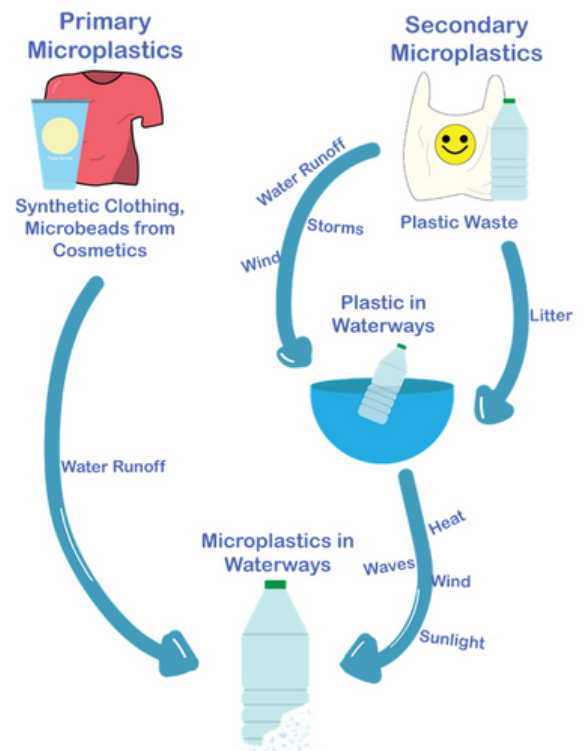 Primary
Microplastics
Synthetic Clothing,
Microbeads from
Cosmetics
Water Runoff
Secondary
Microplastics
Plastic Waste
Water Runoff
Storms
Wind
Litter
Plastic in
Waterways
Heat
Waves
Wind
Sunlight
Microplastics in
Waterways